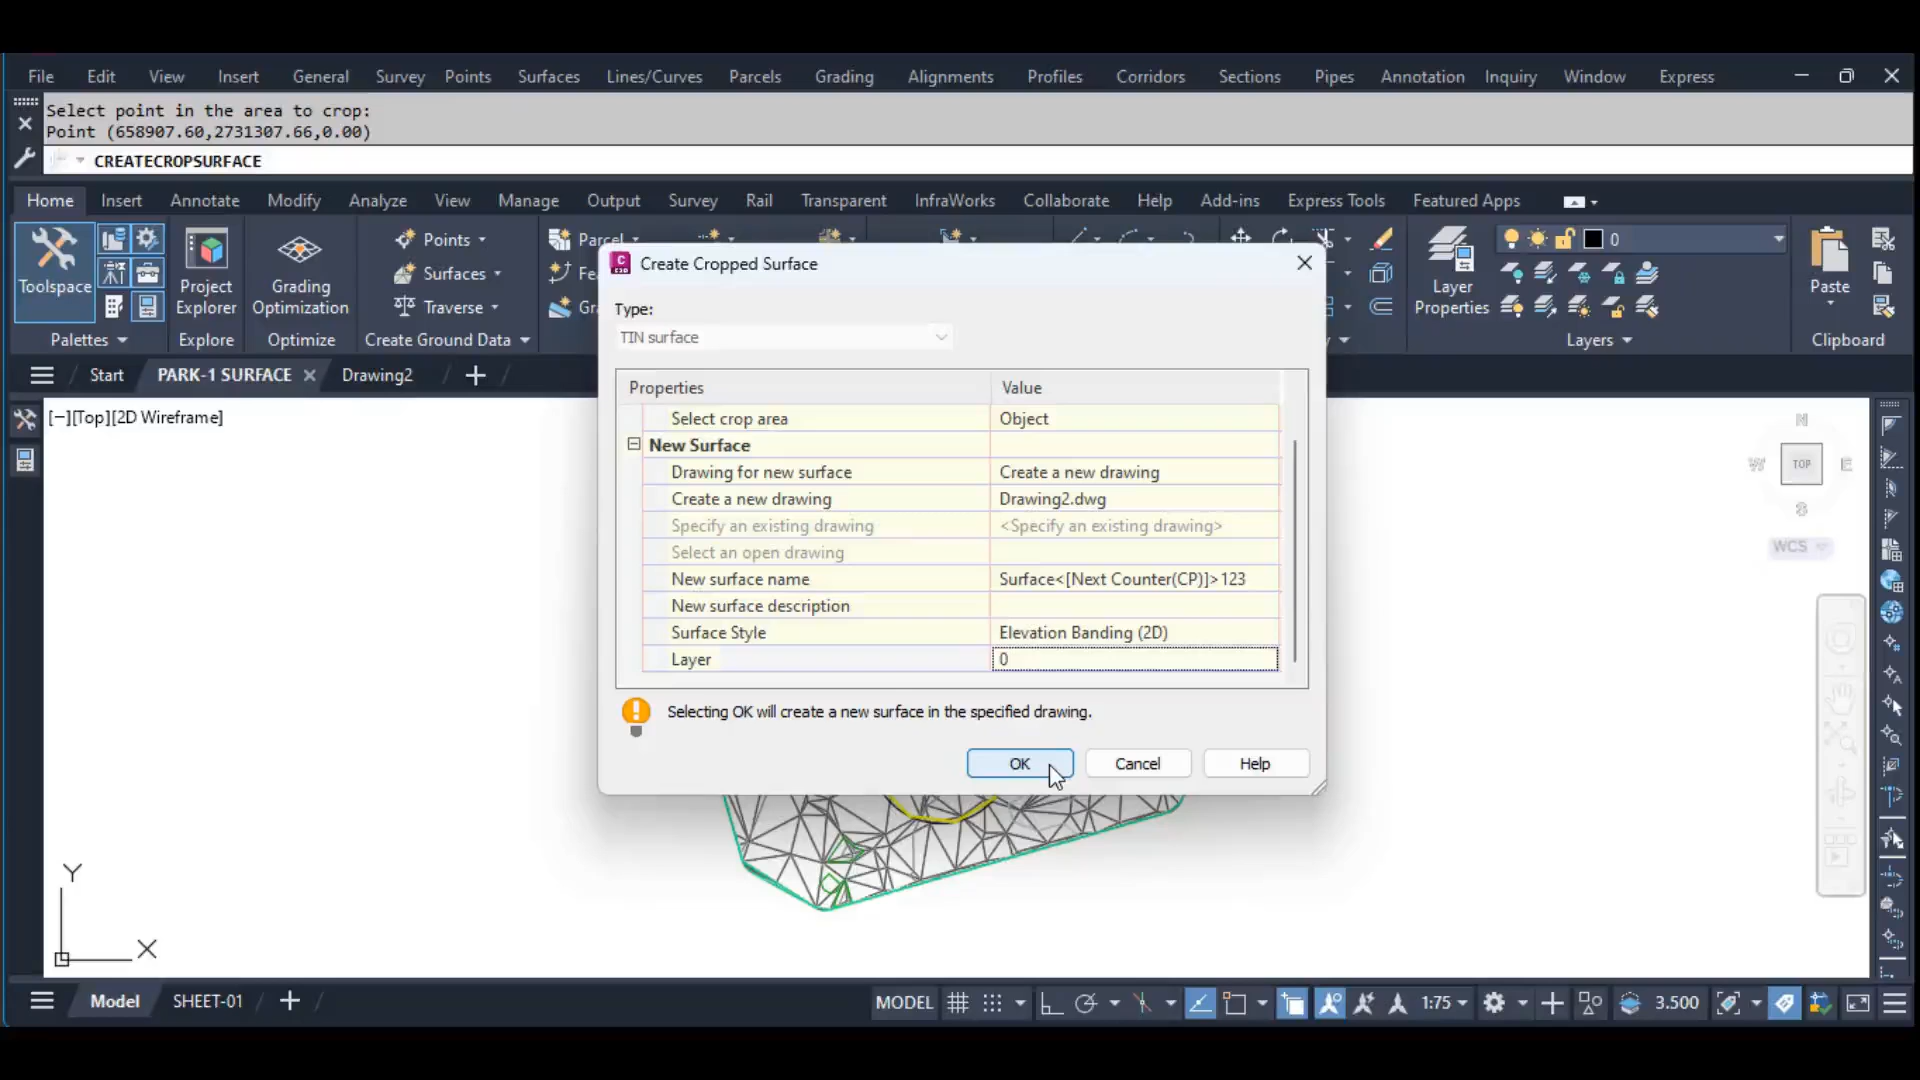 File Edit View Insert General Survey Points Surfaces Lines/Curves Parcels Grading Alignments Profiles Corridors Sections Pipes Annotation Inquiry Window Express
Select point in the area to crop:
Point (658907.60,2731307.66,0.00)
CREATECROPSURFACE
Home Insert Annotate Modify Analyze View Manage Output Survey Rail Transparent InfraWorks Collaborate Help Add-ins Express Tools Featured Apps
Toolspace
Project Explorer
Grading Optimization
Points
Surfaces
Traverse
Parcel
Layer Properties
0
Paste
Palettes Explore Optimize Create Ground Data Layers Clipboard
Start PARK-1 SURFACE Drawing2
[−][Top][2D Wireframe]
Create Cropped Surface
Type:
TIN surface
Properties Value
Select crop area Object
New Surface
Drawing for new surface Create a new drawing
Create a new drawing Drawing2.dwg
Specify an existing drawing <Specify an existing drawing>
Select an open drawing
New surface name Surface<[Next Counter(CP)]>123
New surface description
Surface Style Elevation Banding (2D)
Layer 0
Selecting OK will create a new surface in the specified drawing.
OK Cancel Help
N
W TOP E
S
WCS
Y
X
Model SHEET-01
MODEL 1:75 3.500